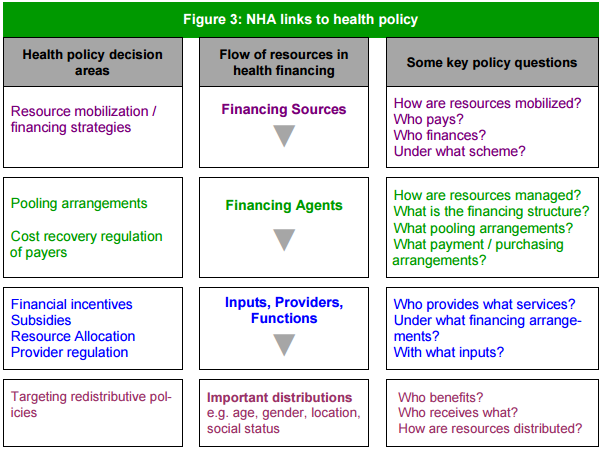 Figure 3: NHA links to health policy
Health policy decision
areas
Flow of resources in
health financing
Some key policy questions
Resource mobilization /
financing strategies
Financing Sources
How are resources mobilized?
Who pays?
Who finances?
Under what scheme?
Pooling arrangements
Cost recovery regulation
of payers
Financing Agents
How are resources managed?
What is the financing structure?
What pooling arrangements?
What payment / purchasing
arrangements?
Financial incentives
Subsidies
Resource Allocation
Provider regulation
Inputs, Providers,
Functions
Who provides what services?
Under what financing arrange-
ments?
With what inputs?
Targeting redistributive pol-
icies
Important distributions
e.g. age, gender, location,
social status
Who benefits?
Who receives what?
How are resources distributed?